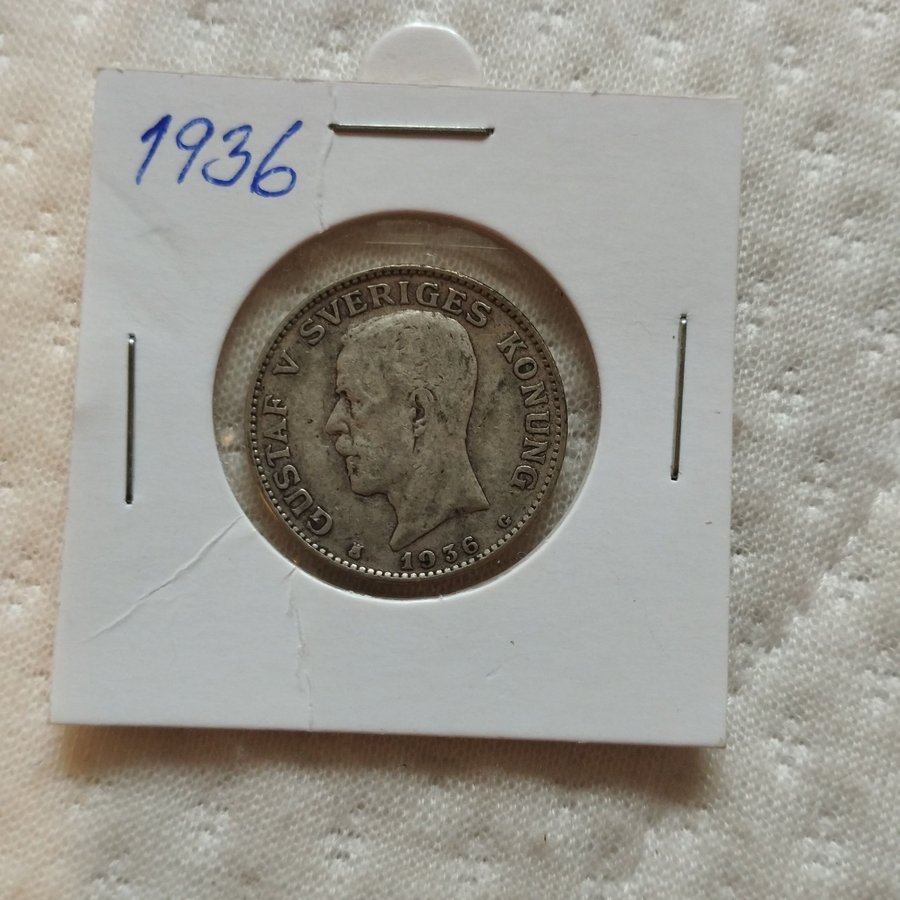 1936
GUSTAF V SVERIGES KONUNG
1936 G